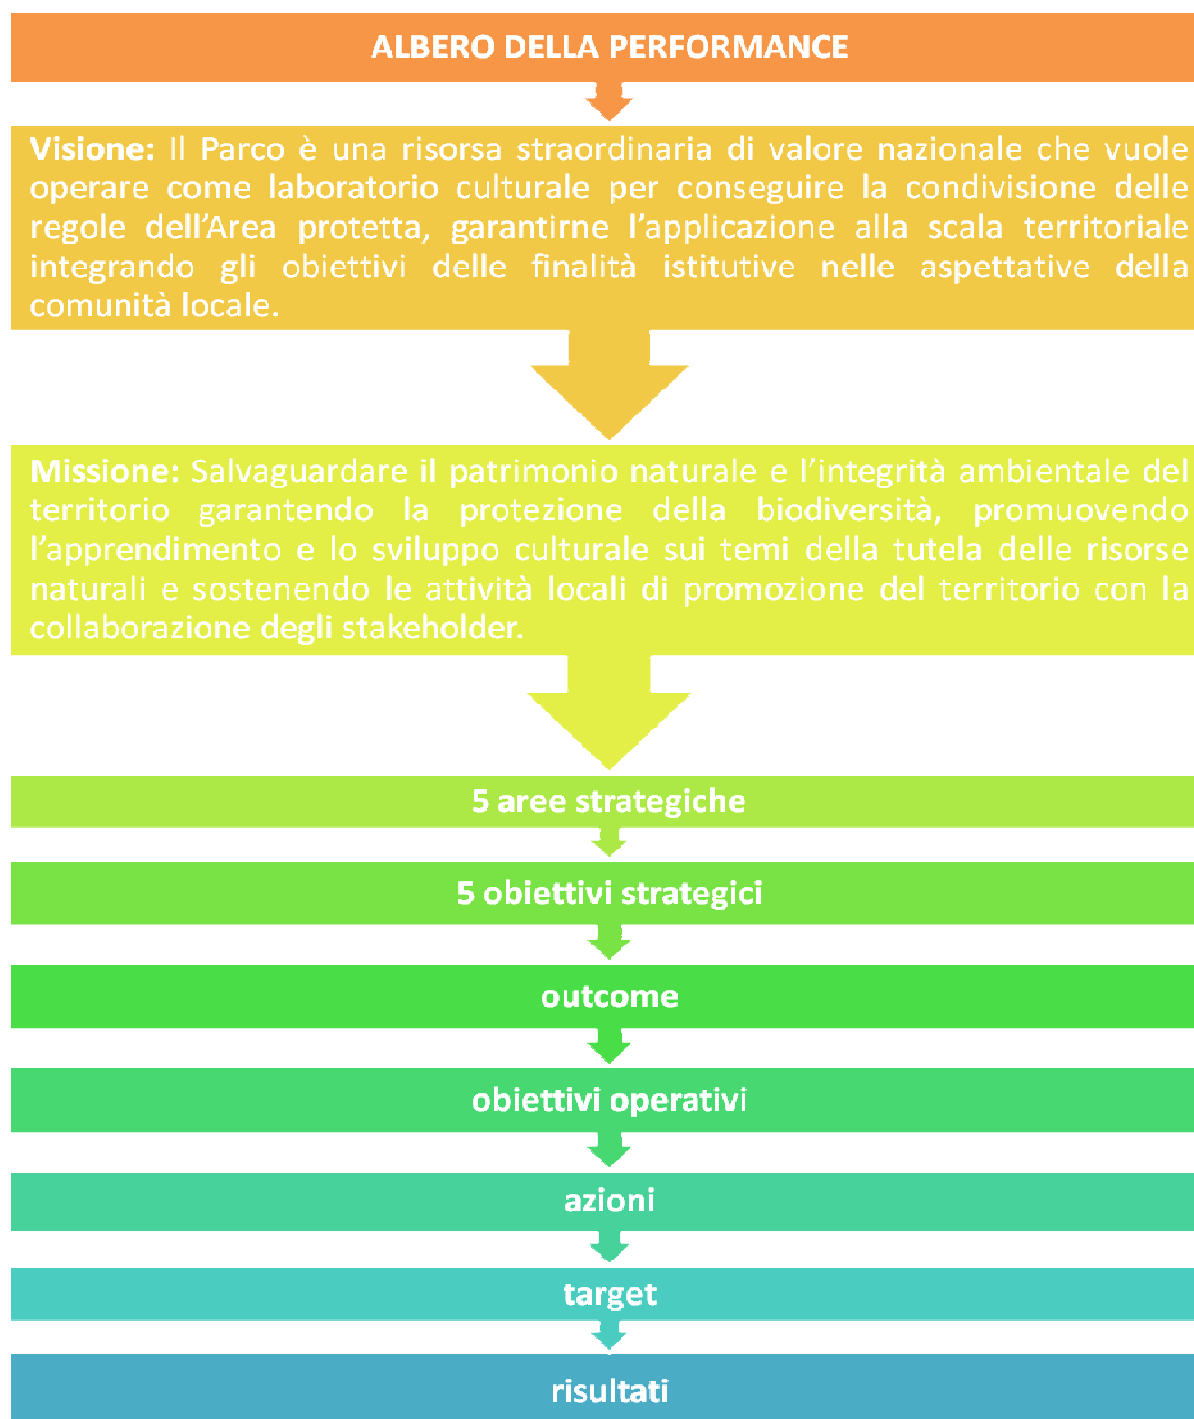 ALBERO DELLA PERFORMANCE
Visione: Il Parco è una risorsa straordinaria di valore nazionale che vuole
operare come laboratorio culturale per conseguire la condivisione delle
regole dell'Area protetta, garantirne l'applicazione alla scala territoriale
integrando gli obiettivi delle finalità istitutive nelle aspettative della
comunità locale.
Missione: Salvaguardare il patrimonio naturale e l'integrità ambientale del
territorio garantendo la protezione della biodiversità, promuovendo
l'apprendimento e lo sviluppo culturale sui temi della tutela delle risorse
naturali e sostenendo le attività locali di promozione del territorio con la
collaborazione degli stakeholder.
5 aree strategiche
5 obiettivi strategici
outcome
obiettivi operativi
azioni
target
risultati